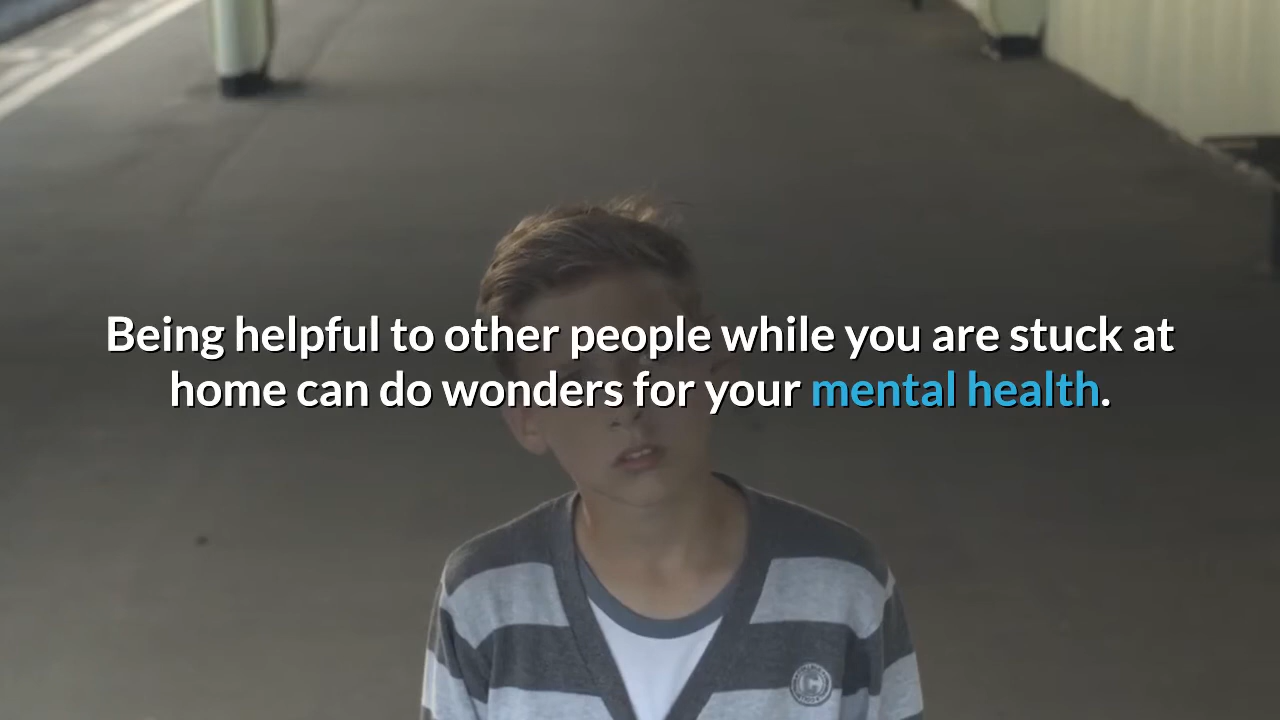 Being helpful to other people while you are stuck at
home can do wonders for your mental health.